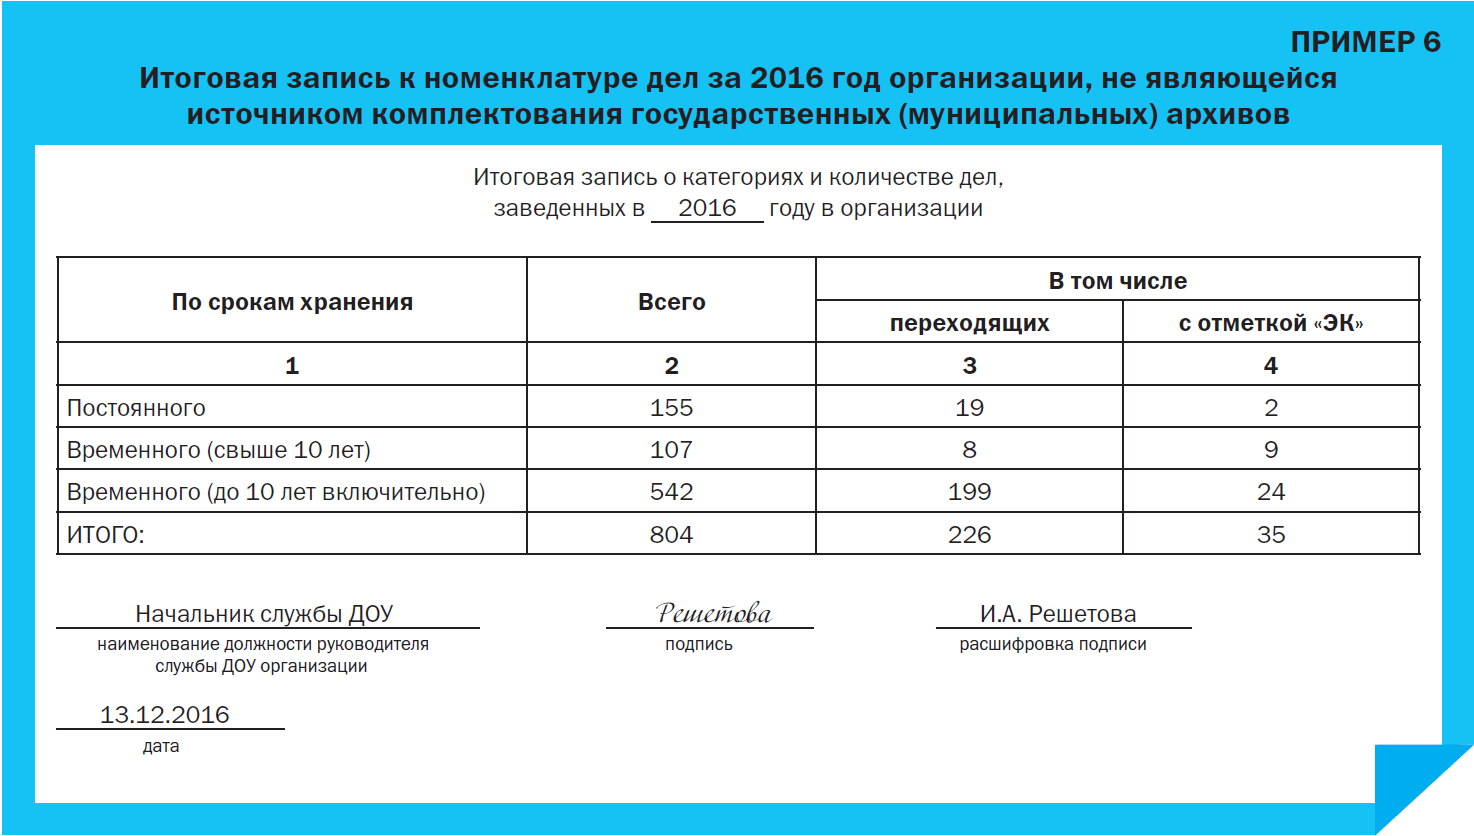 ПРИМЕР 6
Итоговая запись к номенклатуре дел за 2016 год организации, не являющейся
источником комплектования государственных (муниципальных) архивов
Итоговая запись о категориях и количестве дел,
заведенных в 2016 году в организации
По срокам хранения Всего В том числе
переходящих с отметкой «ЭК»
1 2 3 4
Постоянного 155 19 2
Временного (свыше 10 лет) 107 8 9
Временного (до 10 лет включительно) 542 199 24
ИТОГО: 804 226 35
Начальник службы ДОУ Решетова И.А. Решетова
наименование должности руководителя подпись расшифровка подписи
службы ДОУ организации
13.12.2016
дата